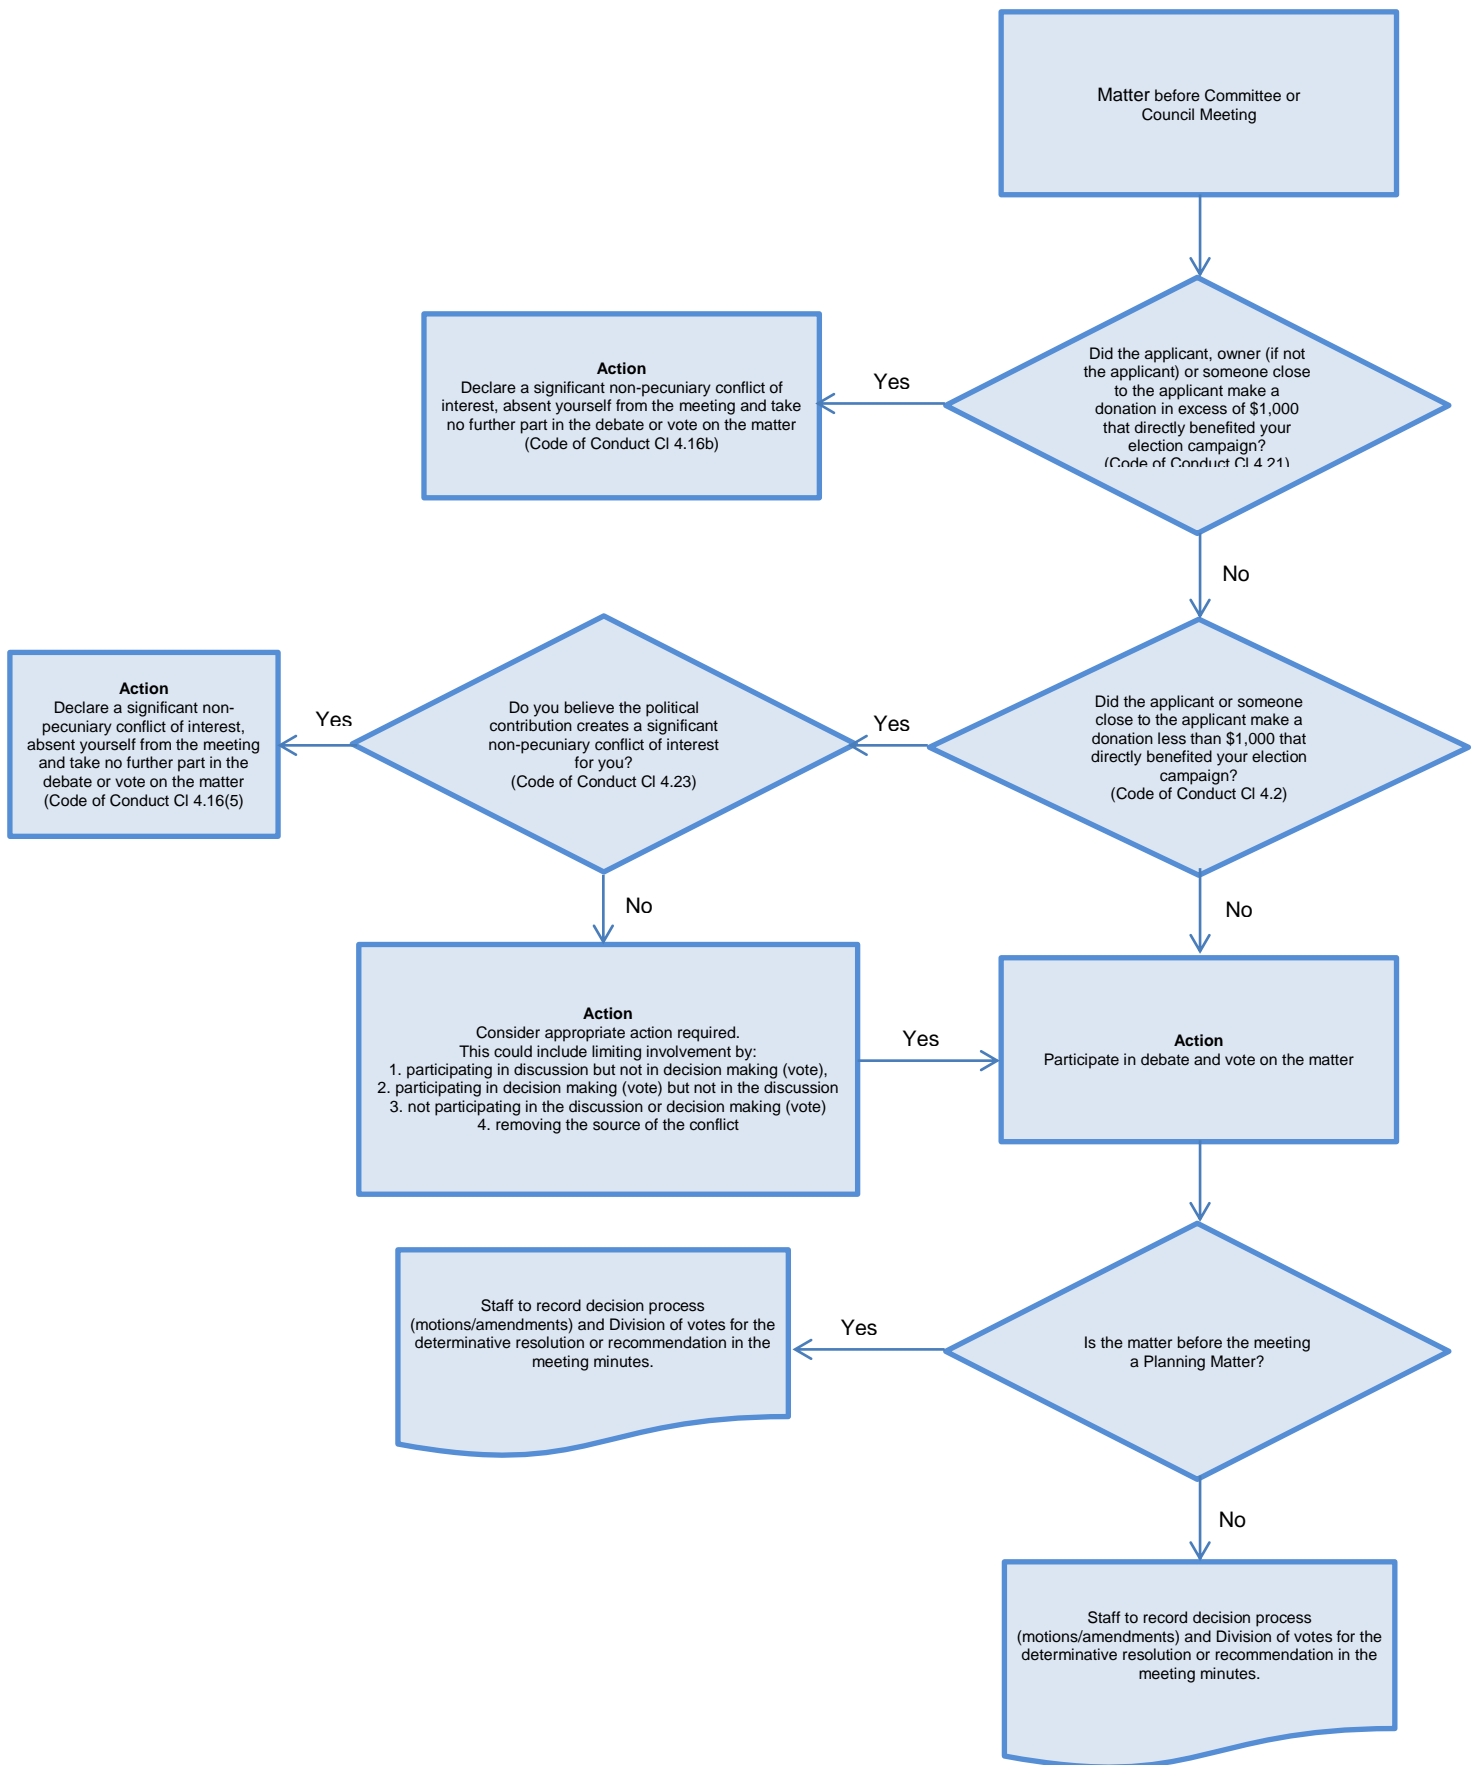 Matter before Committee or
Council Meeting
Did the applicant, owner (if not
the applicant) or someone close
to the applicant make a
donation in excess of $1,000
that directly benefited your
election campaign?
(Code of Conduct Cl 4.21)
Yes
Action
Declare a significant non-pecuniary conflict of
interest, absent yourself from the meeting and take
no further part in the debate or vote on the matter
(Code of Conduct Cl 4.16b)
No
Did the applicant or someone
close to the applicant make a
donation less than $1,000 that
directly benefited your election
campaign?
(Code of Conduct Cl 4.2)
Yes
Do you believe the political
contribution creates a significant
non-pecuniary conflict of interest
for you?
(Code of Conduct Cl 4.23)
Yes
Action
Declare a significant non-
pecuniary conflict of interest,
absent yourself from the meeting
and take no further part in the
debate or vote on the matter
(Code of Conduct Cl 4.16(5)
No
No
Action
Consider appropriate action required.
This could include limiting involvement by:
1. participating in discussion but not in decision making (vote),
2. participating in decision making (vote) but not in the discussion
3. not participating in the discussion or decision making (vote)
4. removing the source of the conflict
Yes
Action
Participate in debate and vote on the matter
Is the matter before the meeting
a Planning Matter?
Yes
Staff to record decision process
(motions/amendments) and Division of votes for the
determinative resolution or recommendation in the
meeting minutes.
No
Staff to record decision process
(motions/amendments) and Division of votes for the
determinative resolution or recommendation in the
meeting minutes.